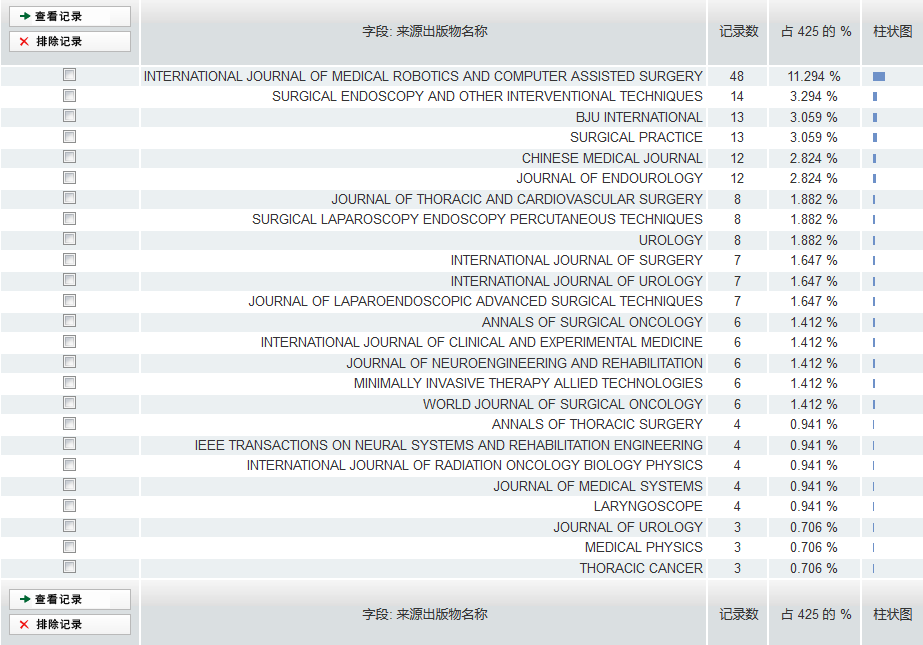 查看记录
排除记录
字段: 来源出版物名称 记录数 占 425 的 % 柱状图
INTERNATIONAL JOURNAL OF MEDICAL ROBOTICS AND COMPUTER ASSISTED SURGERY 48 11.294 %
SURGICAL ENDOSCOPY AND OTHER INTERVENTIONAL TECHNIQUES 14 3.294 %
BJU INTERNATIONAL 13 3.059 %
SURGICAL PRACTICE 13 3.059 %
CHINESE MEDICAL JOURNAL 12 2.824 %
JOURNAL OF ENDOUROLOGY 12 2.824 %
JOURNAL OF THORACIC AND CARDIOVASCULAR SURGERY 8 1.882 %
SURGICAL LAPAROSCOPY ENDOSCOPY PERCUTANEOUS TECHNIQUES 8 1.882 %
UROLOGY 8 1.882 %
INTERNATIONAL JOURNAL OF SURGERY 7 1.647 %
INTERNATIONAL JOURNAL OF UROLOGY 7 1.647 %
JOURNAL OF LAPAROENDOSCOPIC ADVANCED SURGICAL TECHNIQUES 7 1.647 %
ANNALS OF SURGICAL ONCOLOGY 6 1.412 %
INTERNATIONAL JOURNAL OF CLINICAL AND EXPERIMENTAL MEDICINE 6 1.412 %
JOURNAL OF NEUROENGINEERING AND REHABILITATION 6 1.412 %
MINIMALLY INVASIVE THERAPY ALLIED TECHNOLOGIES 6 1.412 %
WORLD JOURNAL OF SURGICAL ONCOLOGY 6 1.412 %
ANNALS OF THORACIC SURGERY 4 0.941 %
IEEE TRANSACTIONS ON NEURAL SYSTEMS AND REHABILITATION ENGINEERING 4 0.941 %
INTERNATIONAL JOURNAL OF RADIATION ONCOLOGY BIOLOGY PHYSICS 4 0.941 %
JOURNAL OF MEDICAL SYSTEMS 4 0.941 %
LARYNGOSCOPE 4 0.941 %
JOURNAL OF UROLOGY 3 0.706 %
MEDICAL PHYSICS 3 0.706 %
THORACIC CANCER 3 0.706 %
查看记录
排除记录
字段: 来源出版物名称 记录数 占 425 的 % 柱状图